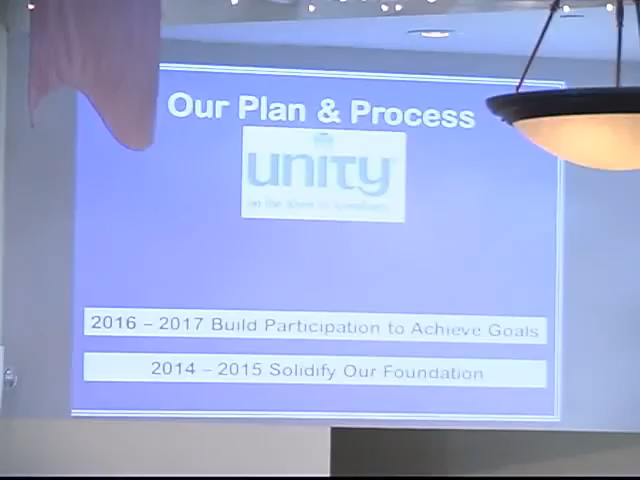 Our Plan & Process
unity
2016 – 2017 Build Participation to Achieve Goals
2014 – 2015 Solidify Our Foundation